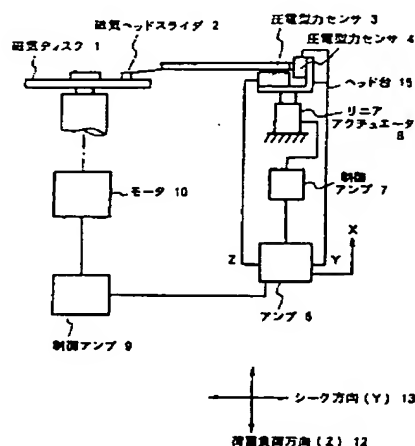 磁気ディスク 1
磁気ヘッドスライダ 2
圧電型力センサ 3
圧電型力センサ 4
ヘッド台 15
リニア
アクチュエータ
8
モータ 10
制御
アンプ 7
X
Z
Y
アンプ 6
制御アンプ 9
シーク方向(Y) 13
荷重負荷方向(Z) 12